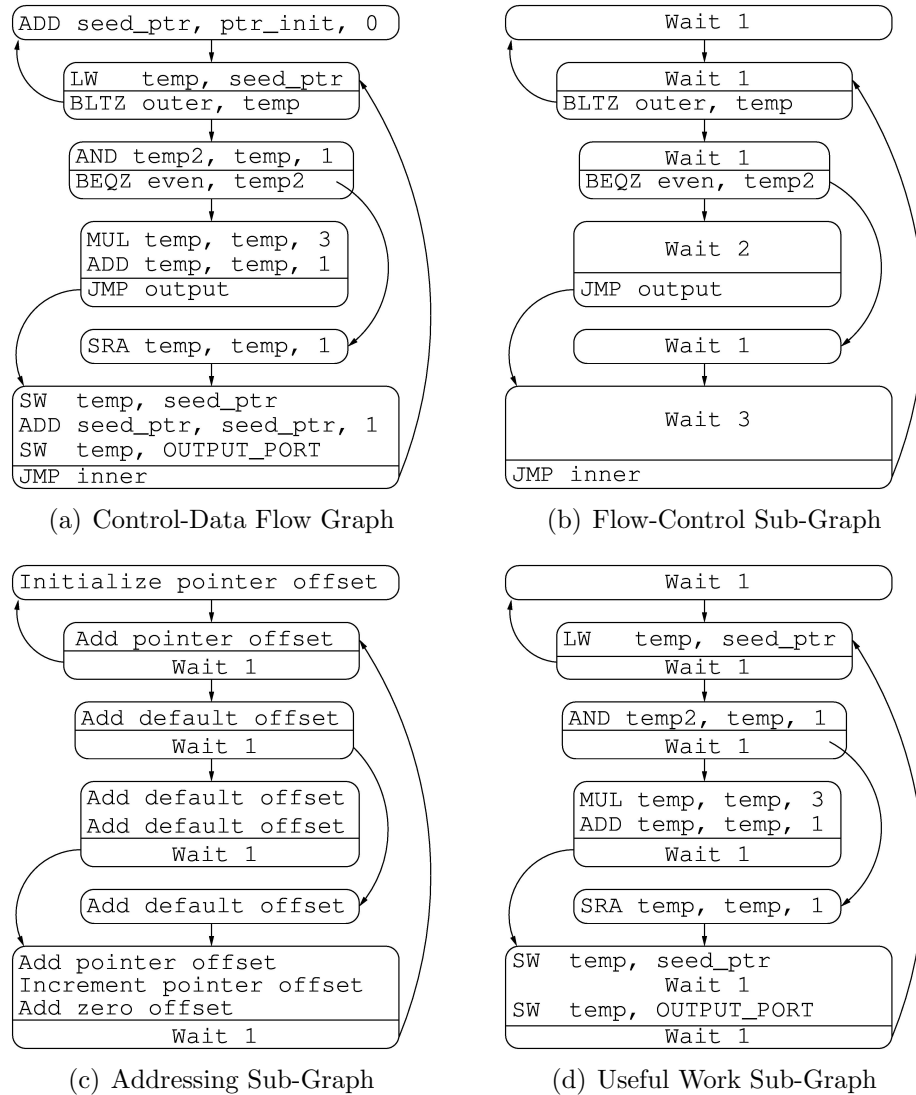 ADD seed_ptr, ptr_init, 0
LW temp, seed_ptr
BLTZ outer, temp
AND temp2, temp, 1
BEQZ even, temp2
MUL temp, temp, 3
ADD temp, temp, 1
JMP output
SRA temp, temp, 1
SW temp, seed_ptr
ADD seed_ptr, seed_ptr, 1
SW temp, OUTPUT_PORT
JMP inner
(a) Control-Data Flow Graph
Wait 1
Wait 1
BLTZ outer, temp
Wait 1
BEQZ even, temp2
Wait 2
JMP output
Wait 1
Wait 3
JMP inner
(b) Flow-Control Sub-Graph
Initialize pointer offset
Add pointer offset
Wait 1
Add default offset
Wait 1
Add default offset
Add default offset
Wait 1
Add default offset
Add pointer offset
Increment pointer offset
Add zero offset
Wait 1
(c) Addressing Sub-Graph
Wait 1
LW temp, seed_ptr
Wait 1
AND temp2, temp, 1
Wait 1
MUL temp, temp, 3
ADD temp, temp, 1
Wait 1
SRA temp, temp, 1
SW temp, seed_ptr
Wait 1
SW temp, OUTPUT_PORT
Wait 1
(d) Useful Work Sub-Graph